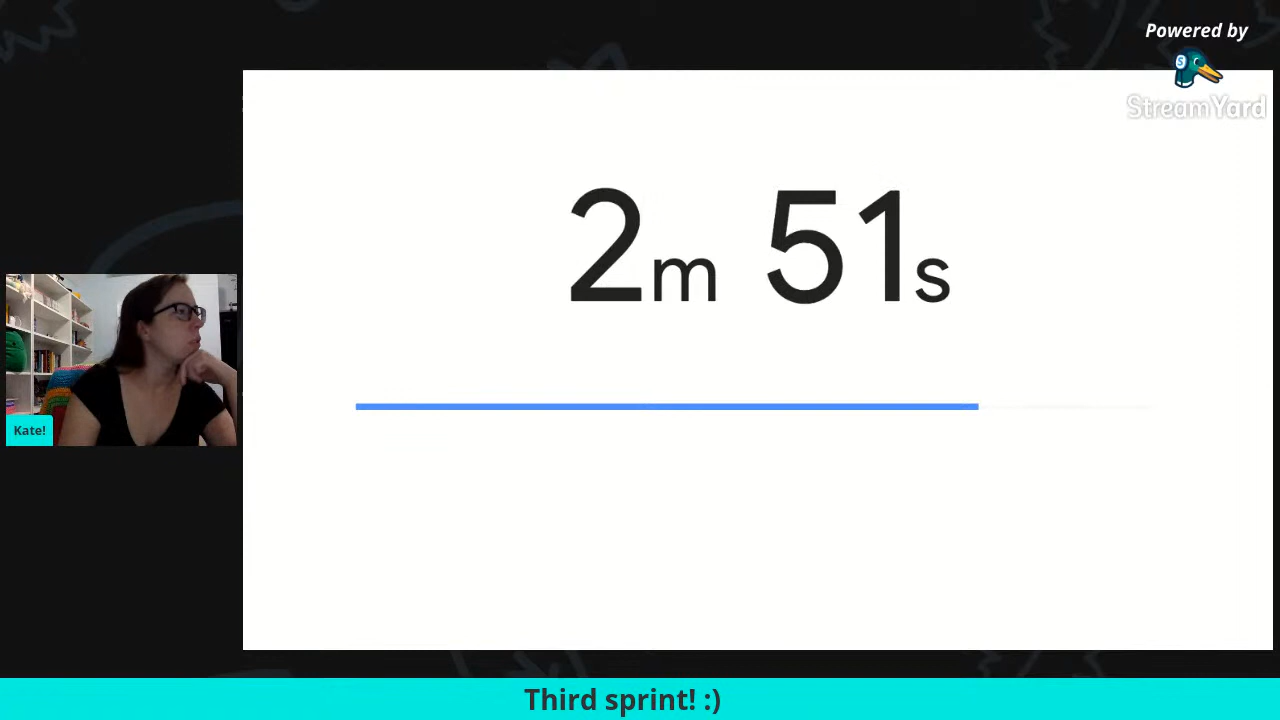 Powered by
S
StreamYard
2m 51s
Kate!
Third sprint! :)